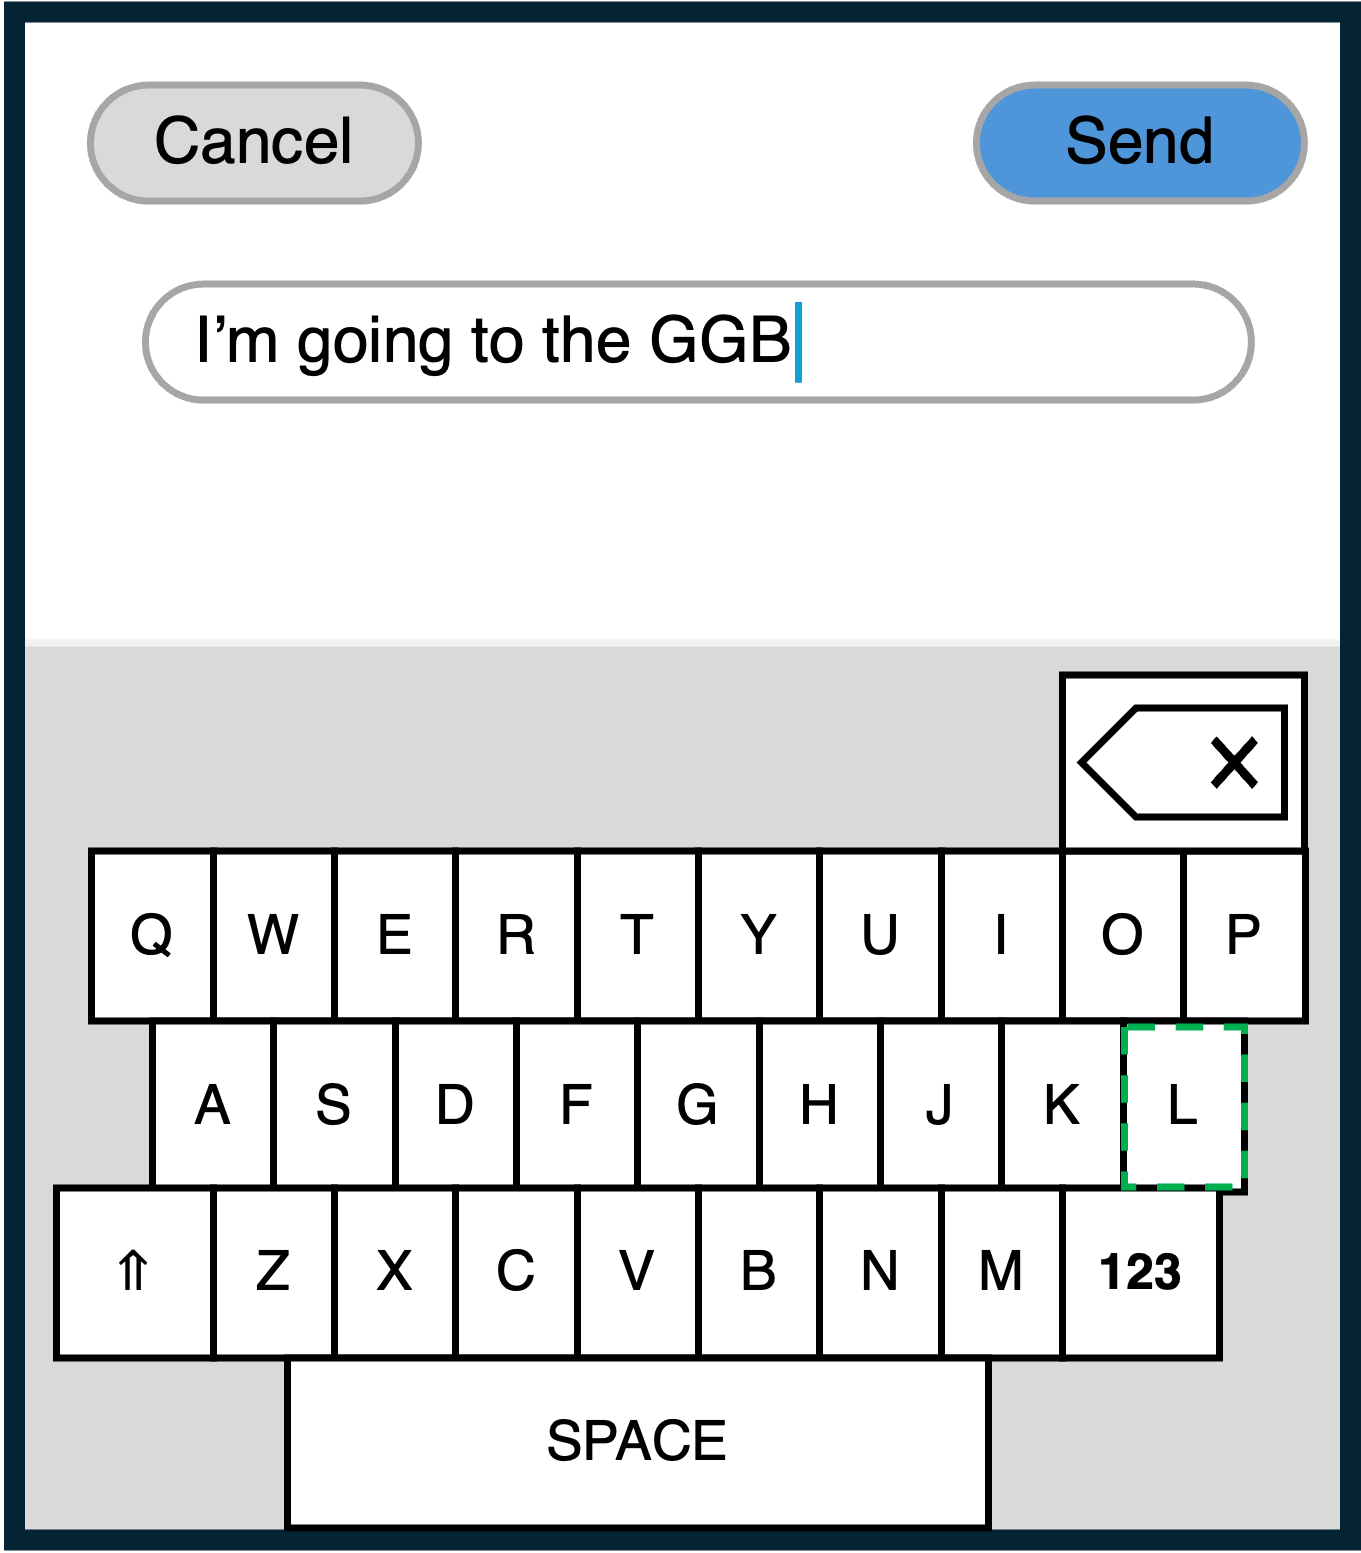 Cancel Send
I’m going to the GGB
Q W E R T Y U I O P
A S D F G H J K L
⇑ Z X C V B N M 123
SPACE